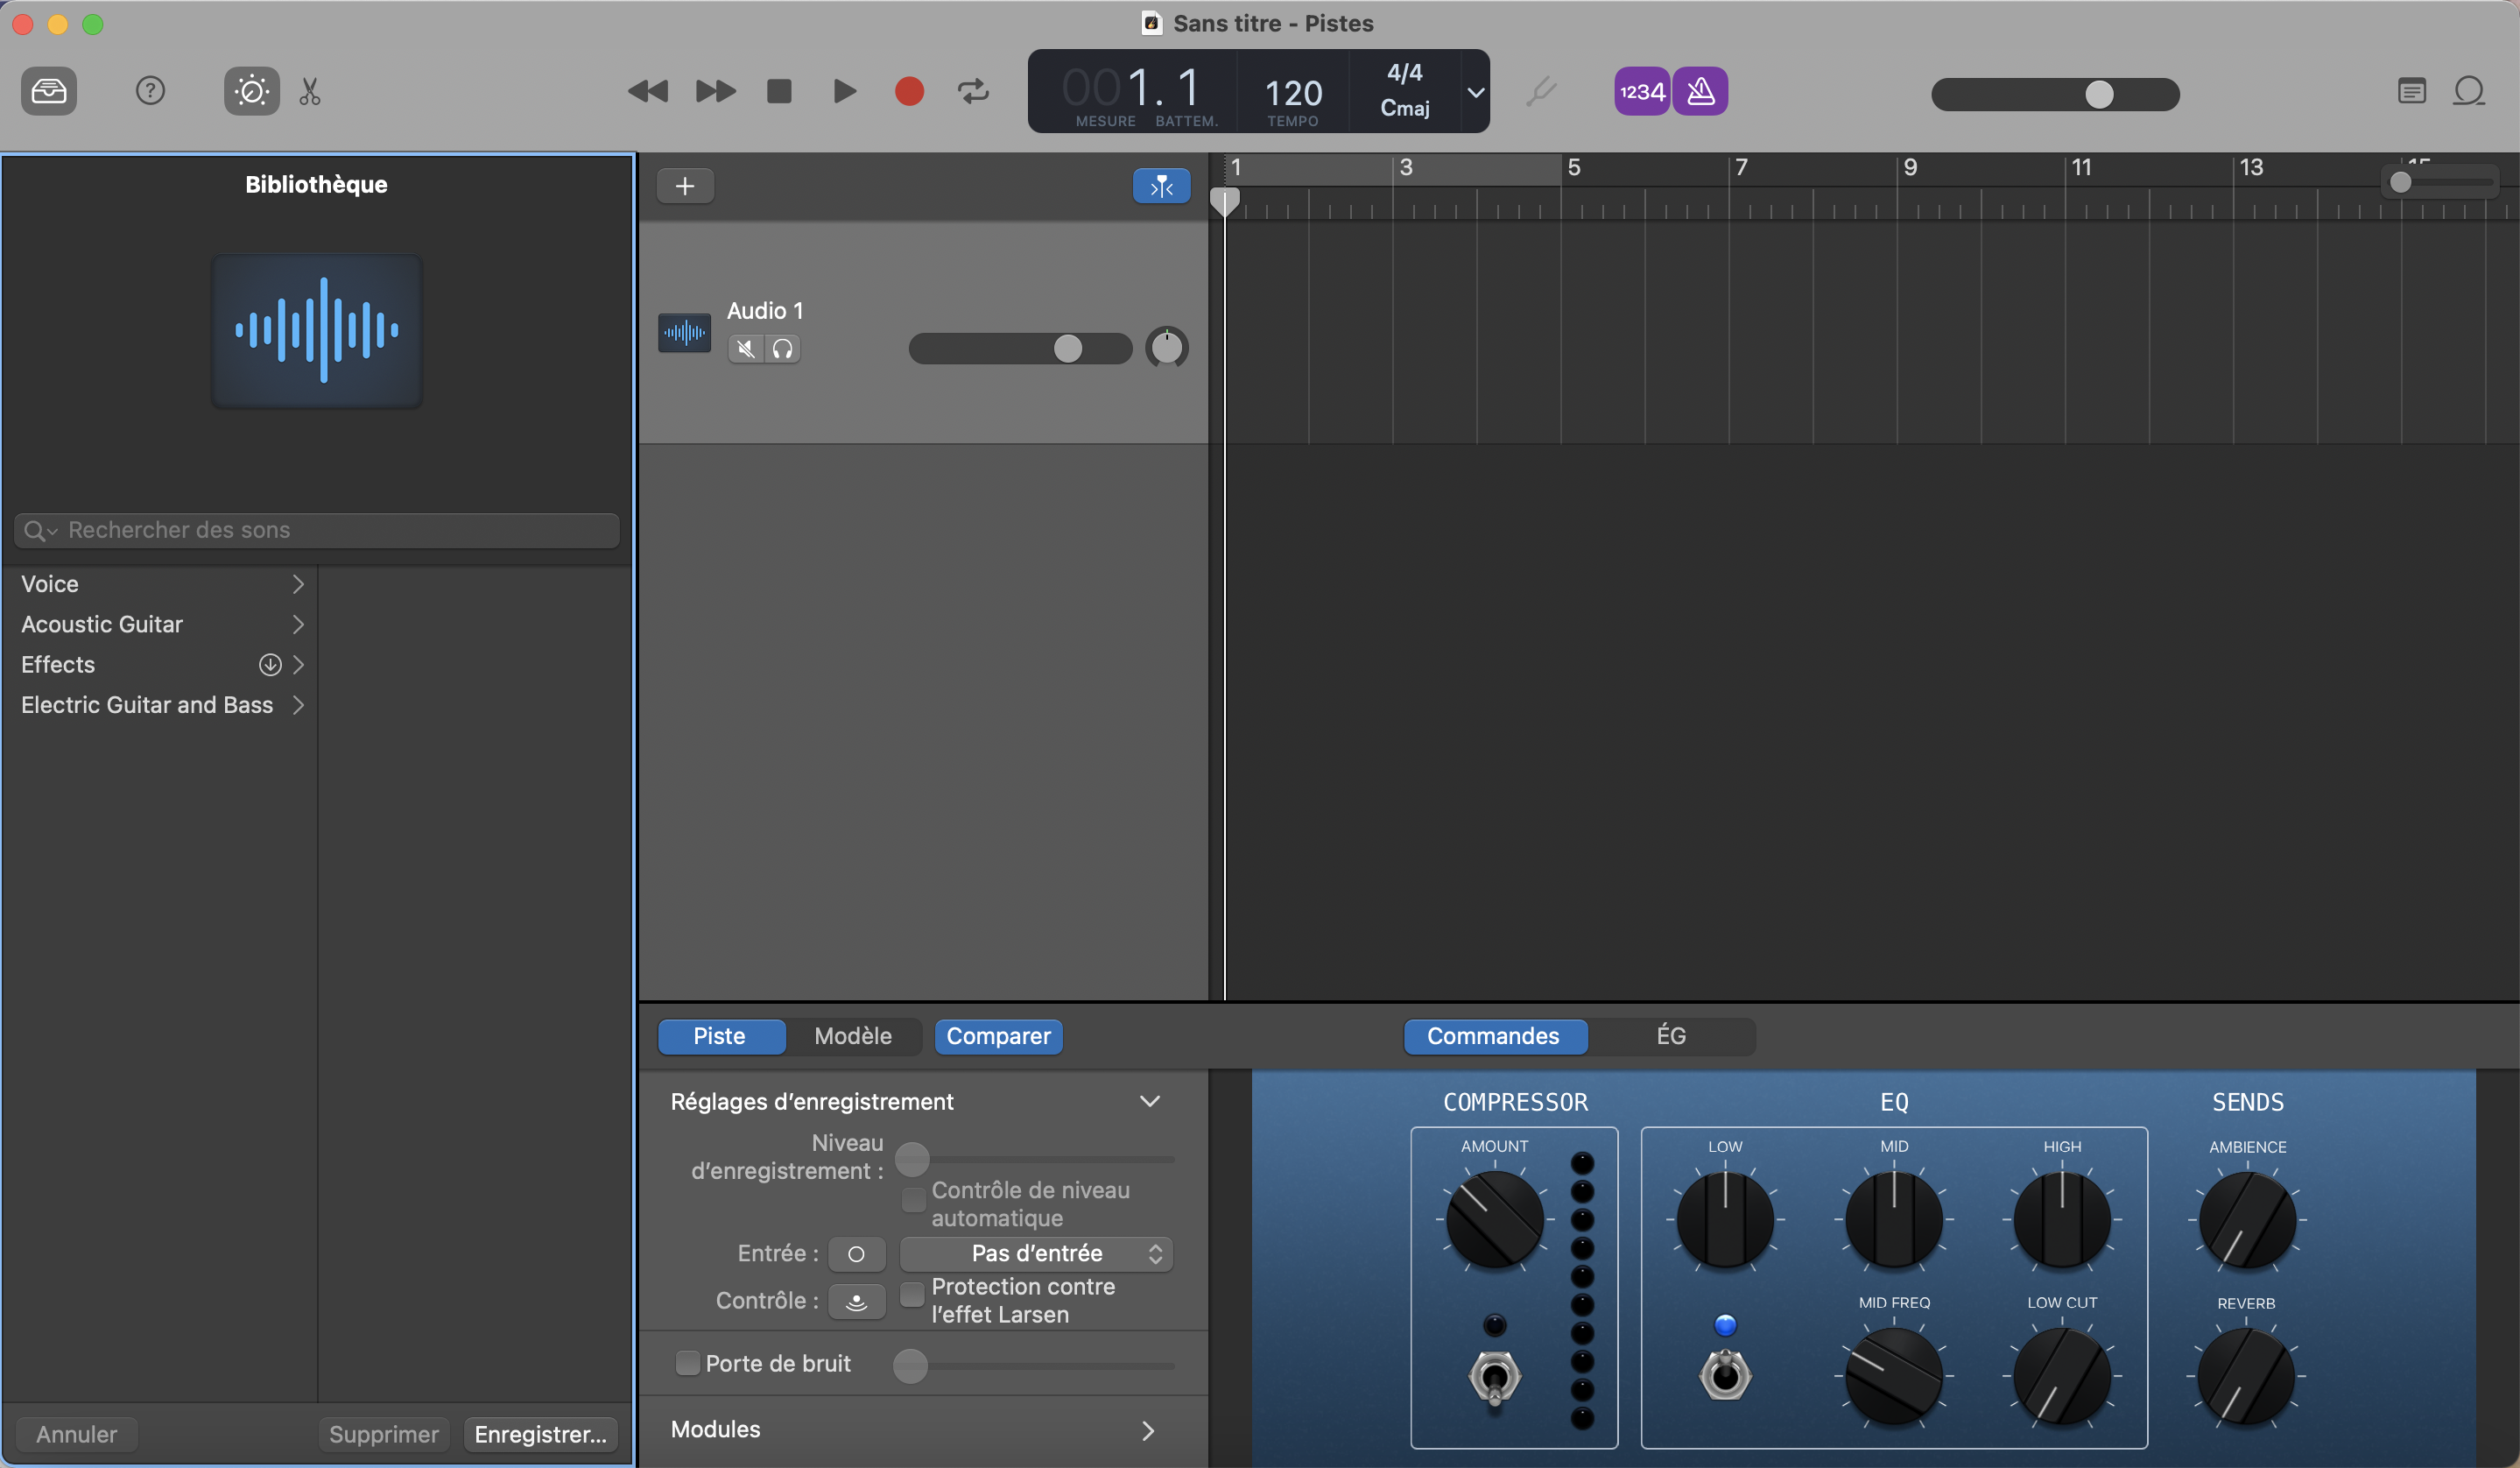 Sans titre - Pistes
001. 1
MESURE BATTEM.
120
TEMPO
4/4
Cmaj
1234
Bibliothèque
Rechercher des sons
Voice
Acoustic Guitar
Effects
Electric Guitar and Bass
Annuler
Supprimer
Enregistrer...
1 3 5 7 9 11 13 15
Audio 1
Piste
Modèle
Comparer
Commandes
ÉG
Réglages d’enregistrement
Niveau
d’enregistrement :
Contrôle de niveau
automatique
Entrée :
Pas d’entrée
Contrôle :
Protection contre
l’effet Larsen
Porte de bruit
Modules
COMPRESSOR
AMOUNT
EQ
LOW
MID
HIGH
MID FREQ
LOW CUT
SENDS
AMBIENCE
REVERB